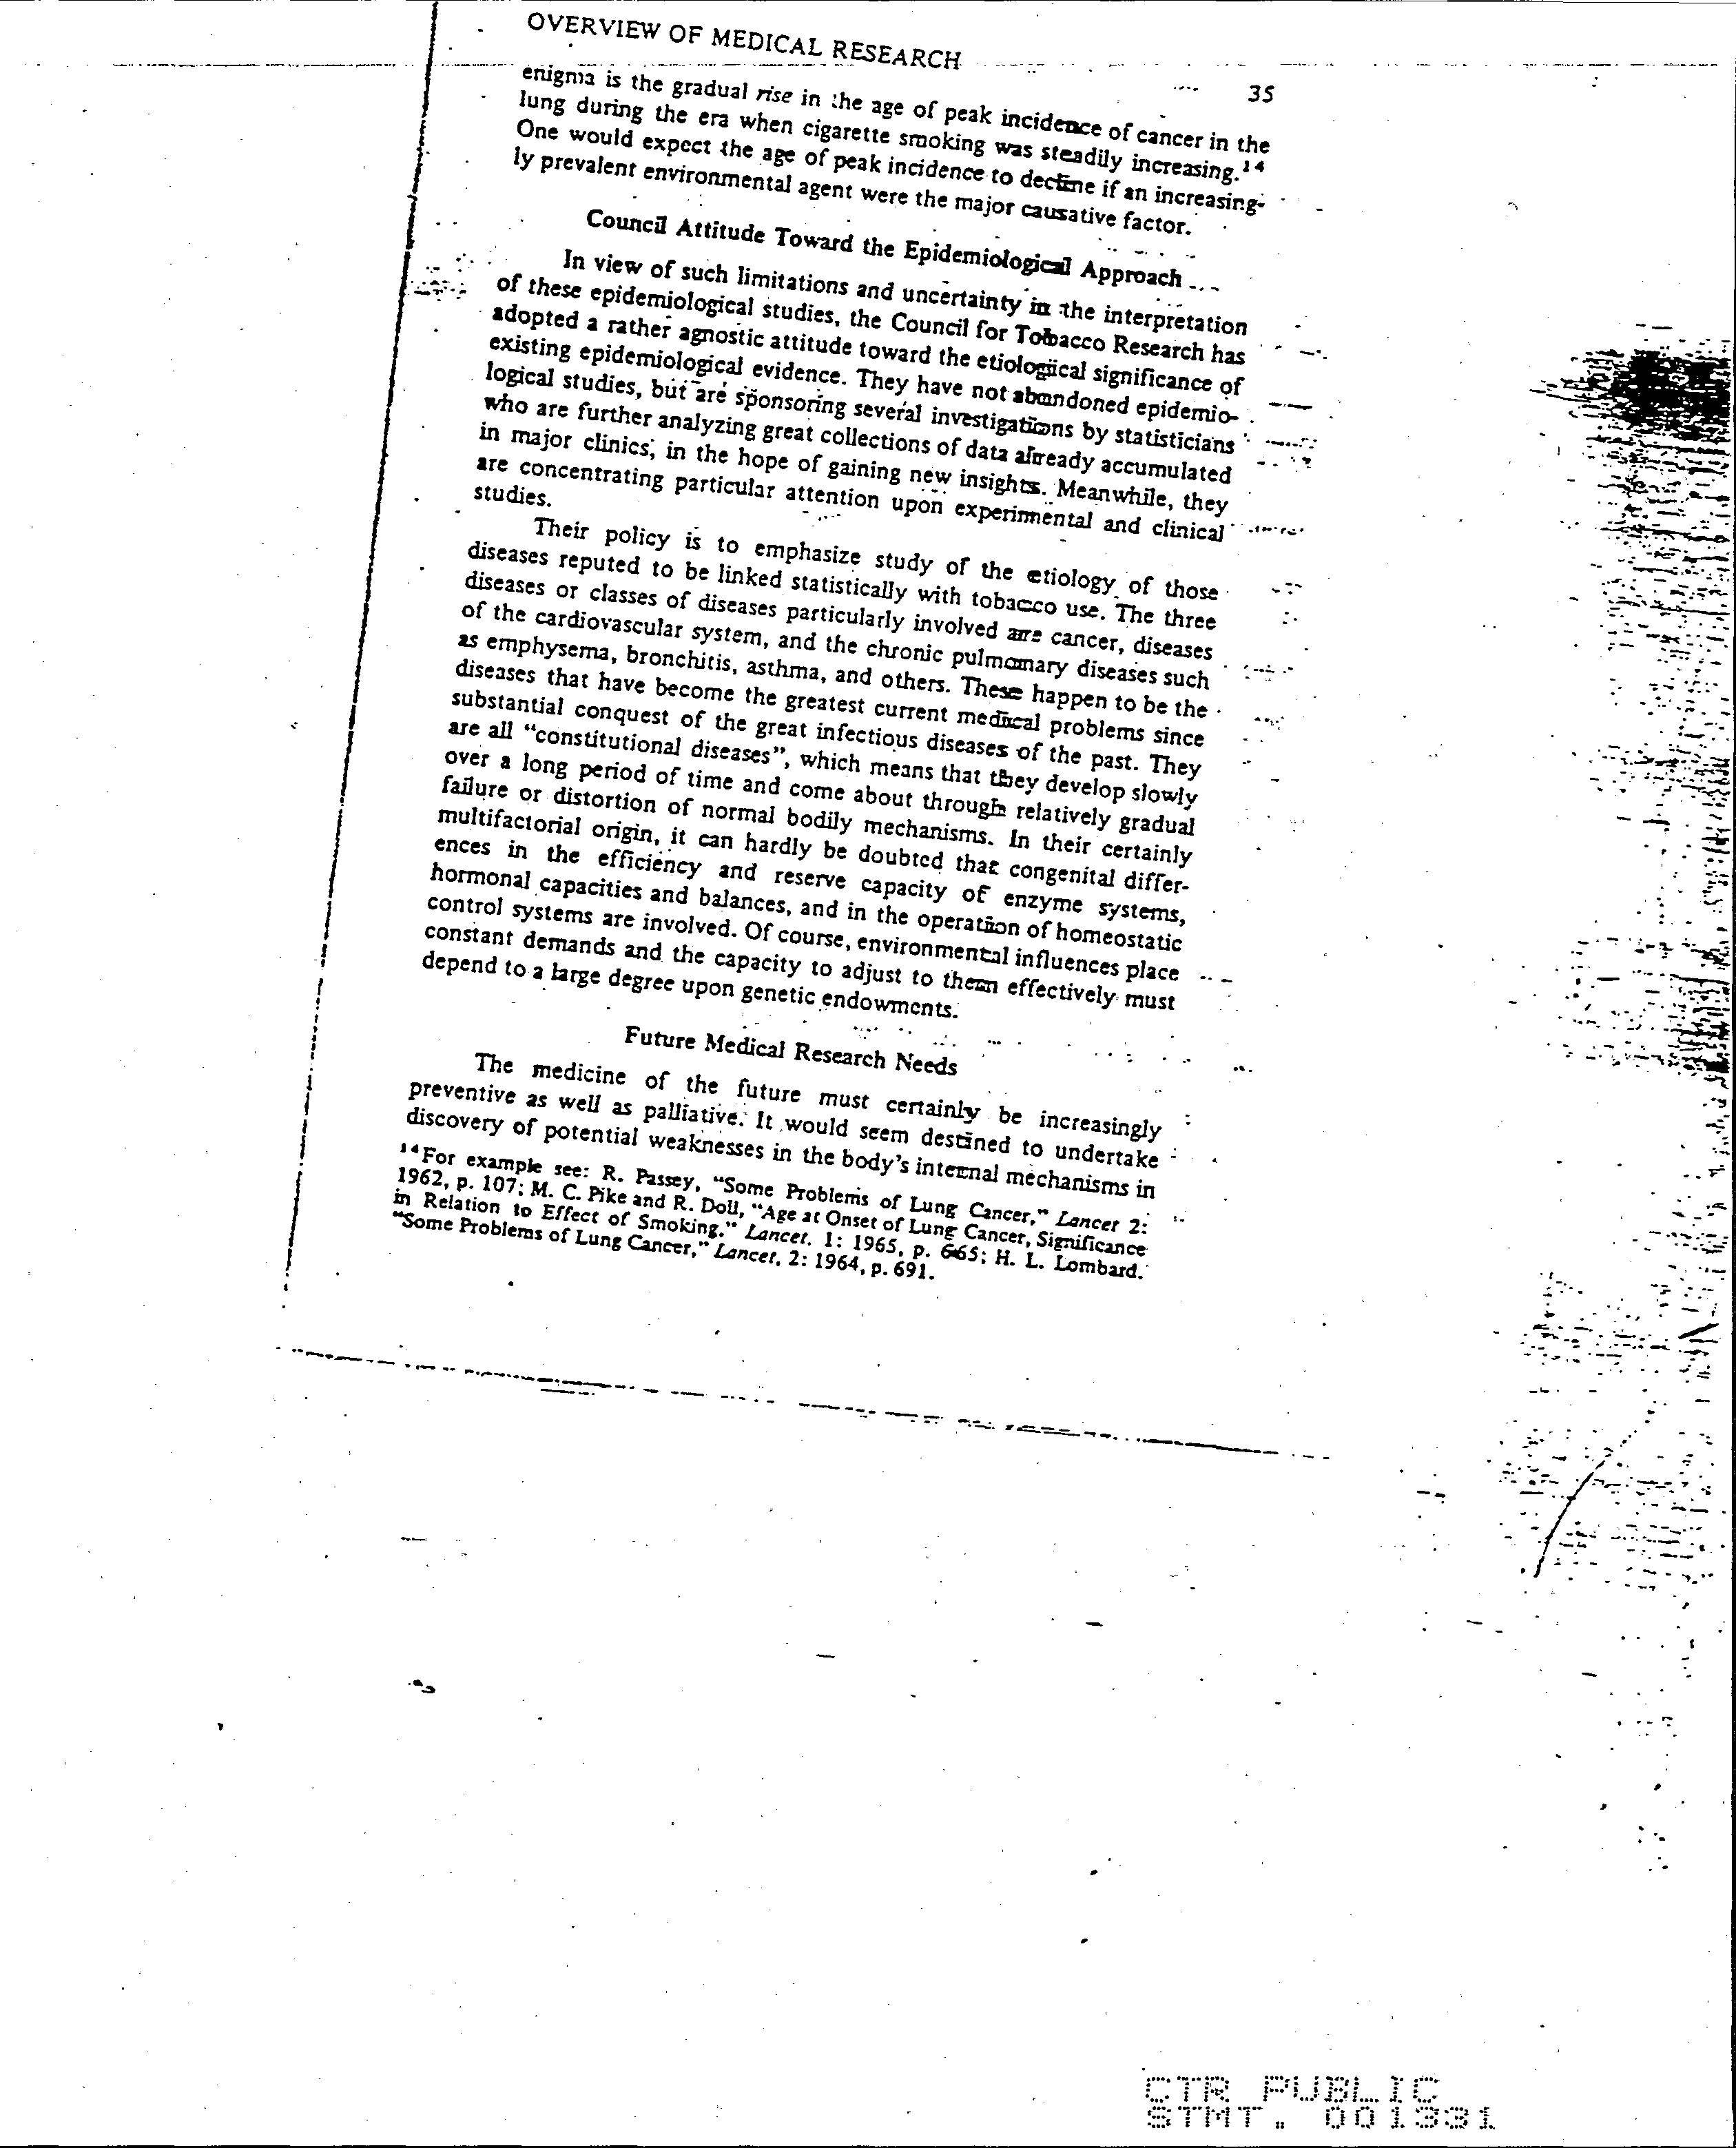 OVERVIEW OF MEDICAL RESEARCH
35
enigma is the gradual rise in the age of peak incidence of cancer in the
lung during the era when cigarette smoking was steadily increasing.14
One would expect the age of peak incidence to decline if an increasing-
ly prevalent environmental agent were the major causative factor.
Council Attitude Toward the Epidemiological Approach
In view of such limitations and uncertainty in the interpretation
of these epidemiological studies, the Council for Tobacco Research has
adopted a rather agnostic attitude toward the etiological significance of
existing epidemiological evidence. They have not abandoned epidemio-
logical studies, but are sponsoring several investigations by statisticians
who are further analyzing great collections of data already accumulated
in major clinics, in the hope of gaining new insights. Meanwhile, they
are concentrating particular attention upon experimental and clinical
studies.
Their policy is to emphasize study of the etiology of those
diseases reputed to be linked statistically with tobacco use. The three
diseases or classes of diseases particularly involved are cancer, diseases
of the cardiovascular system, and the chronic pulmonary diseases such
as emphysema, bronchitis, asthma, and others. These happen to be the
diseases that have become the greatest current medical problems since
substantial conquest of the great infectious diseases of the past. They
are all “constitutional diseases”, which means that they develop slowly
over a long period of time and come about through relatively gradual
failure or distortion of normal bodily mechanisms. In their certainly
multifactorial origin, it can hardly be doubted that congenital differ-
ences in the efficiency and reserve capacity of enzyme systems,
hormonal capacities and balances, and in the operation of homeostatic
control systems are involved. Of course, environmental influences place
constant demands and the capacity to adjust to them effectively must
depend to a large degree upon genetic endowments.
Future Medical Research Needs
The medicine of the future must certainly be increasingly
preventive as well as palliative. It would seem destined to undertake
discovery of potential weaknesses in the body's internal mechanisms in
14For example see: R. Passey, “Some Problems of Lung Cancer,” Lancet 2:
1962, p. 107; M. C. Pike and R. Doll, “Age at Onset of Lung Cancer, Significance
in Relation to Effect of Smoking.” Lancet. 1: 1965, p. 665; H. L. Lombard.
“Some Problems of Lung Cancer,” Lancet, 2: 1964, p. 691.
CTR PUBLIC
STMT. 001331